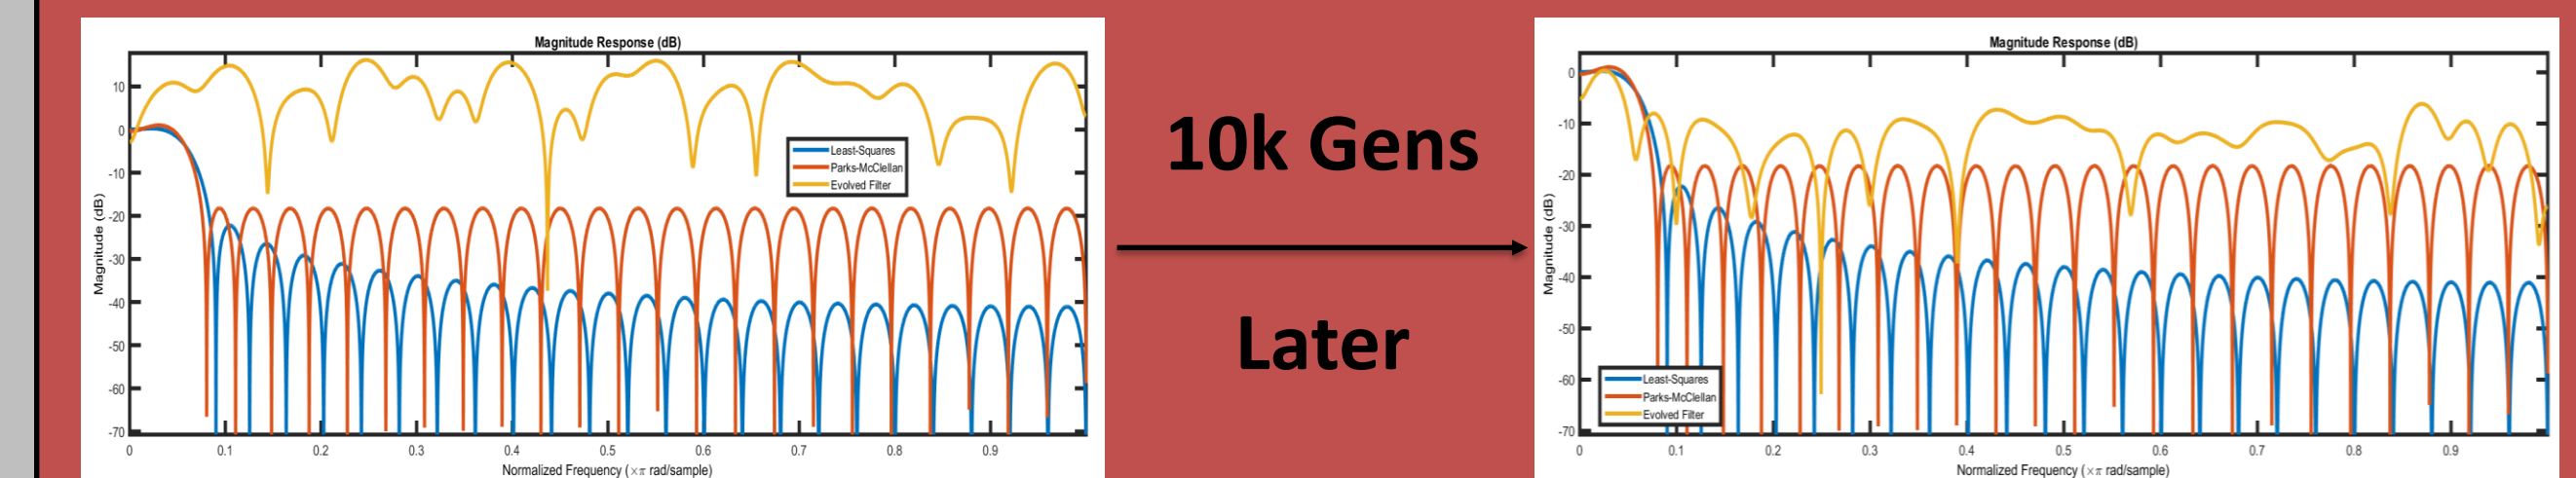 Magnitude Response (dB)
10
0
-10
-20
-30
-40
-50
-60
-70
Magnitude (dB)
Least-Squares
Parks-McClellan
Evolved Filter
0 0.1 0.2 0.3 0.4 0.5 0.6 0.7 0.8 0.9
Normalized Frequency (×π rad/sample)
10k Gens
Later
Magnitude Response (dB)
0
-10
-20
-30
-40
-50
-60
-70
Magnitude (dB)
Least-Squares
Parks-McClellan
Evolved Filter
0 0.1 0.2 0.3 0.4 0.5 0.6 0.7 0.8 0.9
Normalized Frequency (×π rad/sample)